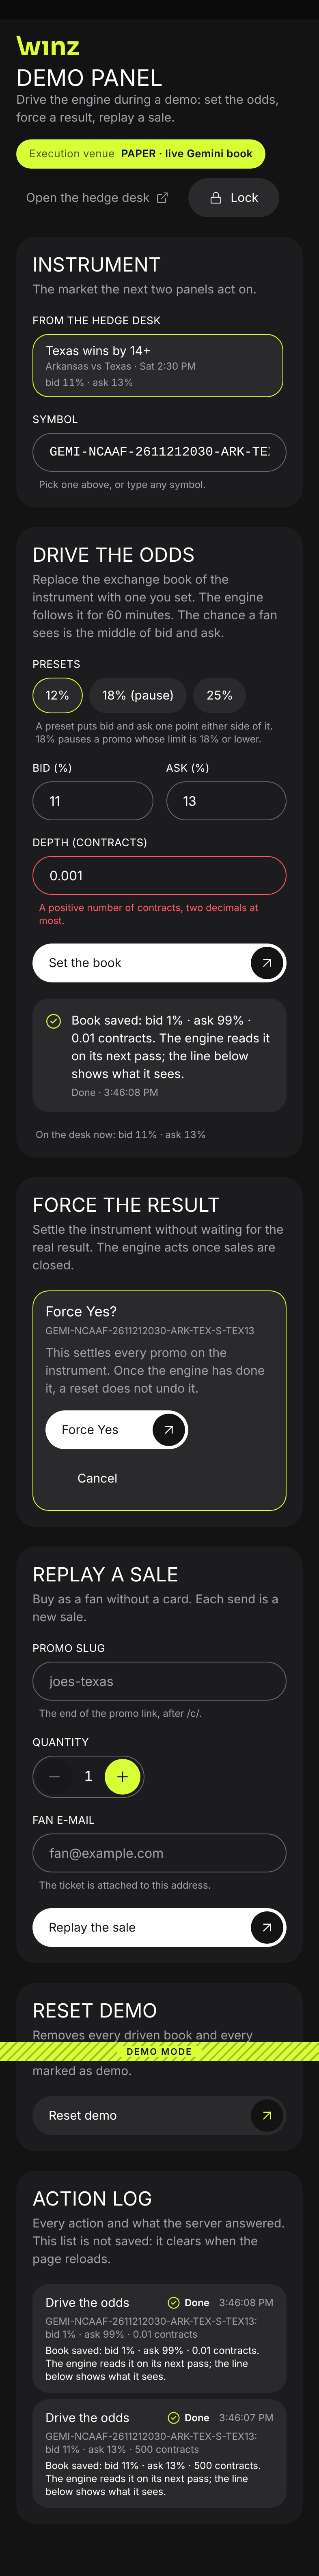 winz
DEMO PANEL
Drive the engine during a demo: set the odds,
force a result, replay a sale.
Execution venue PAPER · live Gemini book
Open the hedge desk
Lock
INSTRUMENT
The market the next two panels act on.
FROM THE HEDGE DESK
Texas wins by 14+
Arkansas vs Texas · Sat 2:30 PM
bid 11% · ask 13%
SYMBOL
GEMI-NCAAF-2611212030-ARK-TE
Pick one above, or type any symbol.
DRIVE THE ODDS
Replace the exchange book of the
instrument with one you set. The engine
follows it for 60 minutes. The chance a fan
sees is the middle of bid and ask.
PRESETS
12% 18% (pause) 25%
A preset puts bid and ask one point either side of it.
18% pauses a promo whose limit is 18% or lower.
BID (%) ASK (%)
11 13
DEPTH (CONTRACTS)
0.001
A positive number of contracts, two decimals at
most.
Set the book
Book saved: bid 1% · ask 99% ·
0.01 contracts. The engine reads it
on its next pass; the line below
shows what it sees.
Done · 3:46:08 PM
On the desk now: bid 11% · ask 13%
FORCE THE RESULT
Settle the instrument without waiting for the
real result. The engine acts once sales are
closed.
Force Yes?
GEMI-NCAAF-2611212030-ARK-TEX-S-TEX13
This settles every promo on the
instrument. Once the engine has done
it, a reset does not undo it.
Force Yes
Cancel
REPLAY A SALE
Buy as a fan without a card. Each send is a
new sale.
PROMO SLUG
joes-texas
The end of the promo link, after /c/.
QUANTITY
1
FAN E-MAIL
fan@example.com
The ticket is attached to this address.
Replay the sale
RESET DEMO
Removes every driven book and every
DEMO MODE
marked as demo.
Reset demo
ACTION LOG
Every action and what the server answered.
This list is not saved: it clears when the
page reloads.
Drive the odds Done 3:46:08 PM
GEMI-NCAAF-2611212030-ARK-TEX-S-TEX13:
bid 1% · ask 99% · 0.01 contracts
Book saved: bid 1% · ask 99% · 0.01 contracts.
The engine reads it on its next pass; the line
below shows what it sees.
Drive the odds Done 3:46:07 PM
GEMI-NCAAF-2611212030-ARK-TEX-S-TEX13:
bid 11% · ask 13% · 500 contracts
Book saved: bid 11% · ask 13% · 500 contracts.
The engine reads it on its next pass; the line
below shows what it sees.